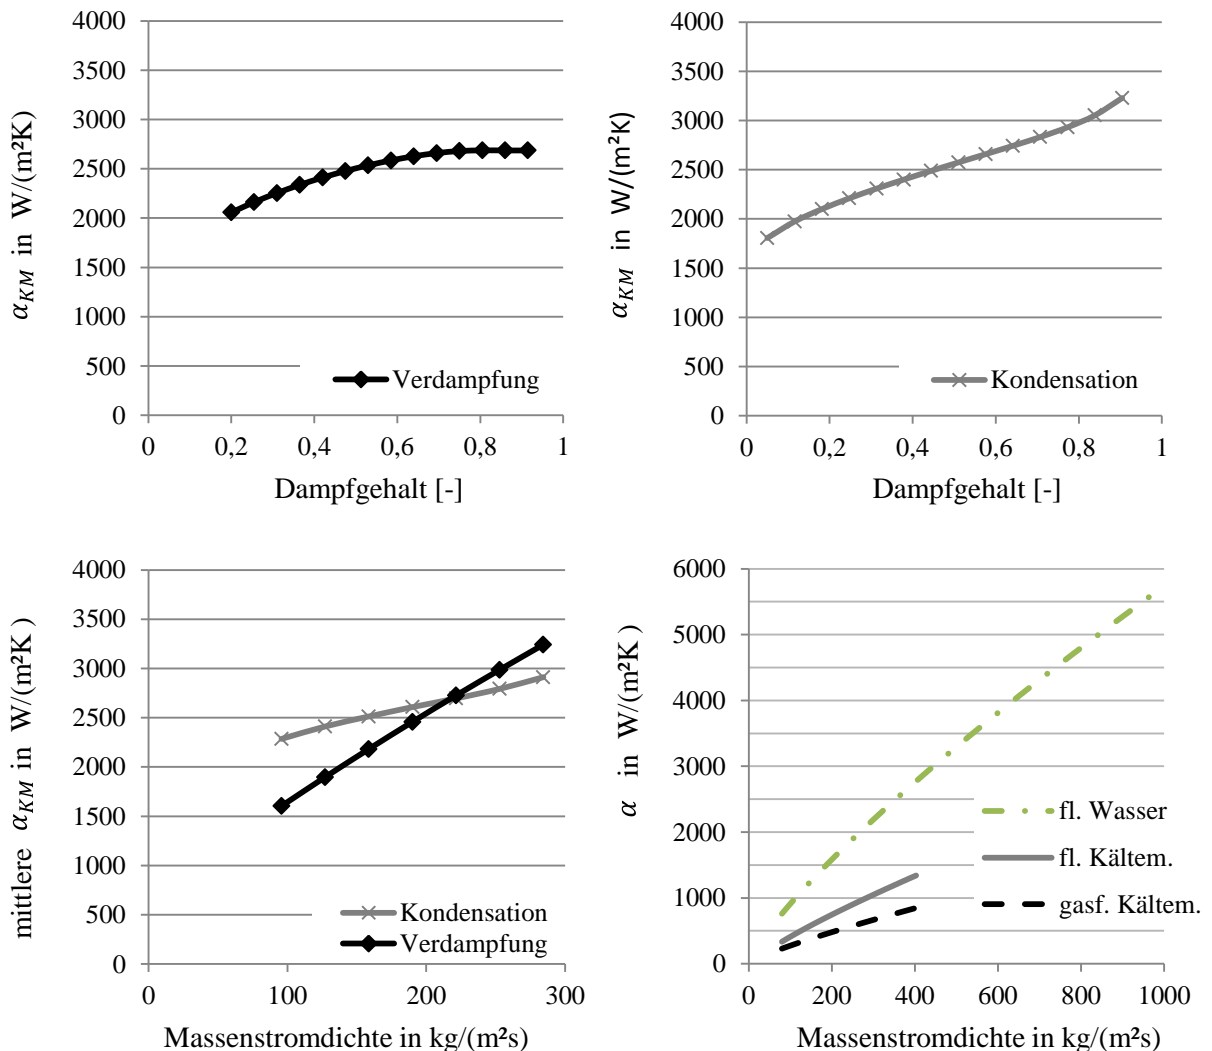 4000
3500
3000
2500
2000
1500
1000
500
0
α_KM in W/(m²K)
Verdampfung
0 0,2 0,4 0,6 0,8 1
Dampfgehalt [-]
4000
3500
3000
2500
2000
1500
1000
500
0
α_KM in W/(m²K)
Kondensation
0 0,2 0,4 0,6 0,8 1
Dampfgehalt [-]
4000
3500
3000
2500
2000
1500
1000
500
0
mittlere α_KM in W/(m²K )
Kondensation
Verdampfung
0 100 200 300
Massenstromdichte in kg/(m²s)
6000
5000
4000
3000
2000
1000
0
α in W/(m²K )
fl. Wasser
fl. Kältem.
gasf. Kältem.
0 200 400 600 800 1000
Massenstromdichte in kg/(m²s)